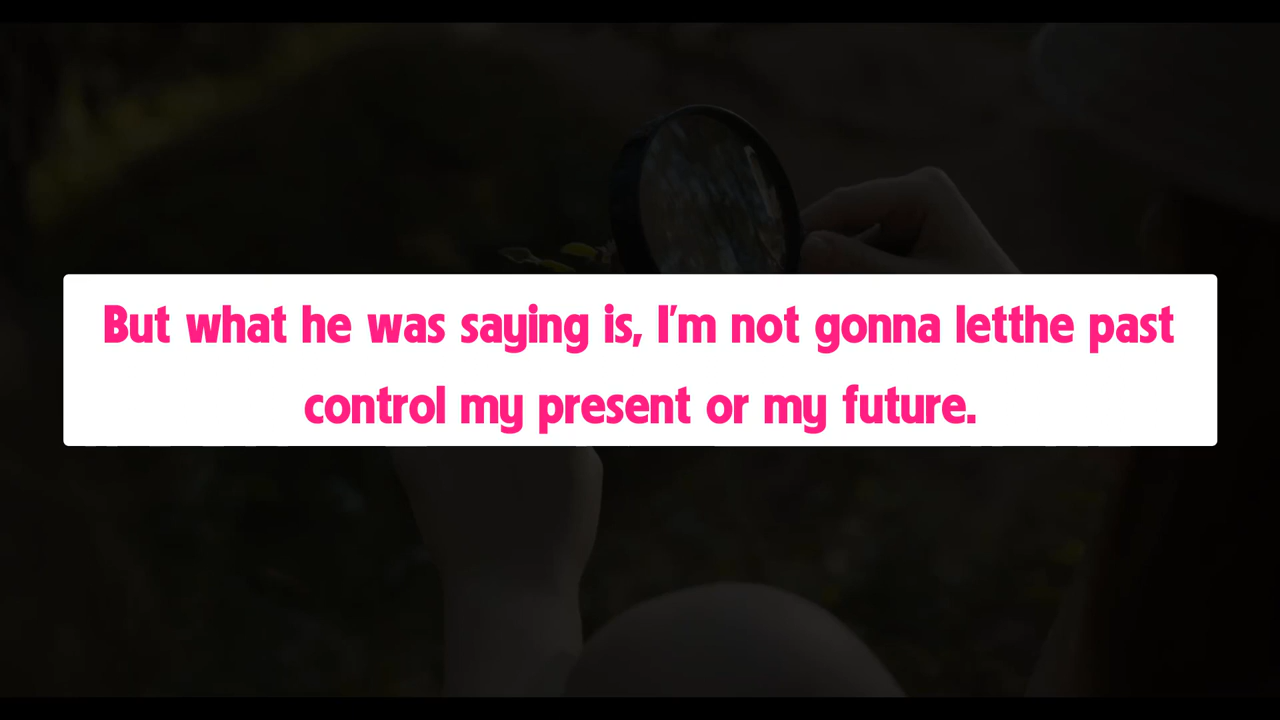 But what he was saying is, I'm not gonna letthe past
control my present or my future.